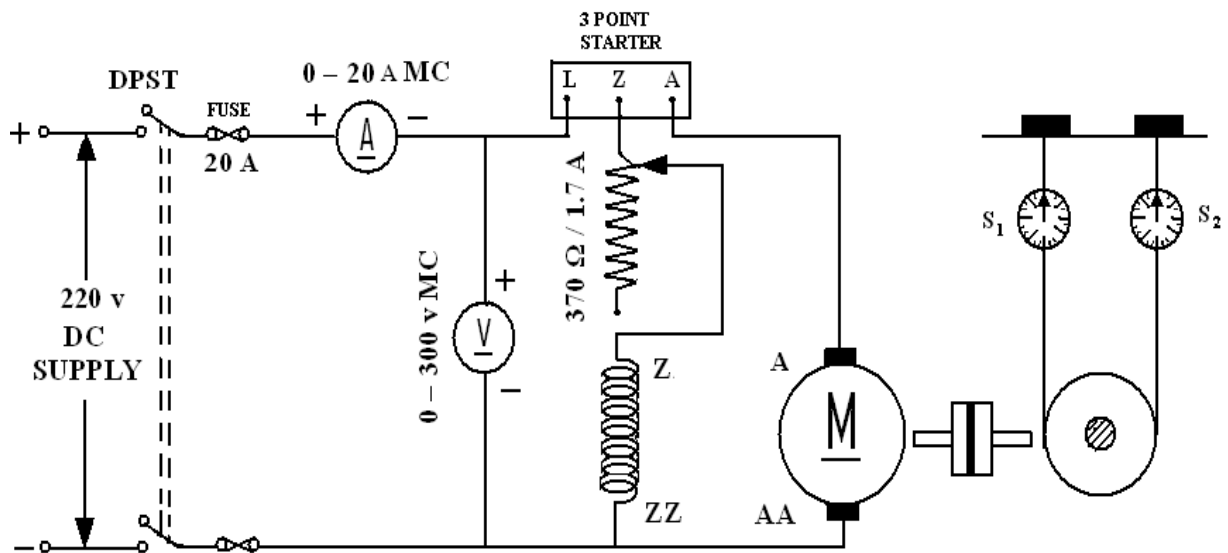 3 POINT
STARTER
L Z A
0 – 20 A MC
DPST
FUSE
+ – 
A
+
20 A
370 Ω / 1.7 A
S1
S2
220 v
DC
SUPPLY
0 – 300 v MC
+
V
–
Z
A
M
ZZ
AA
–